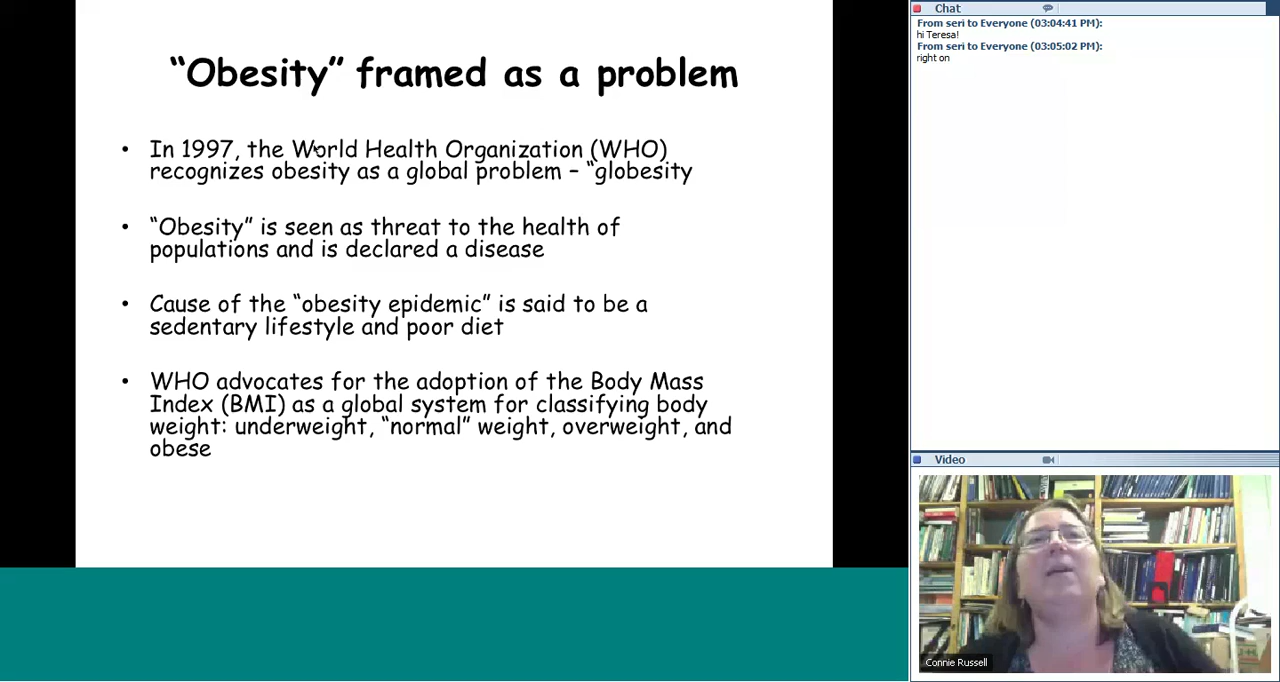 “Obesity” framed as a problem
• In 1997, the World Health Organization (WHO)
recognizes obesity as a global problem – “globesity
• “Obesity” is seen as threat to the health of
populations and is declared a disease
• Cause of the “obesity epidemic” is said to be a
sedentary lifestyle and poor diet
• WHO advocates for the adoption of the Body Mass
Index (BMI) as a global system for classifying body
weight: underweight, “normal” weight, overweight, and
obese
Chat
From seri to Everyone (03:04:41 PM):
hi Teresa!
From seri to Everyone (03:05:02 PM):
right on
Video
Connie Russell